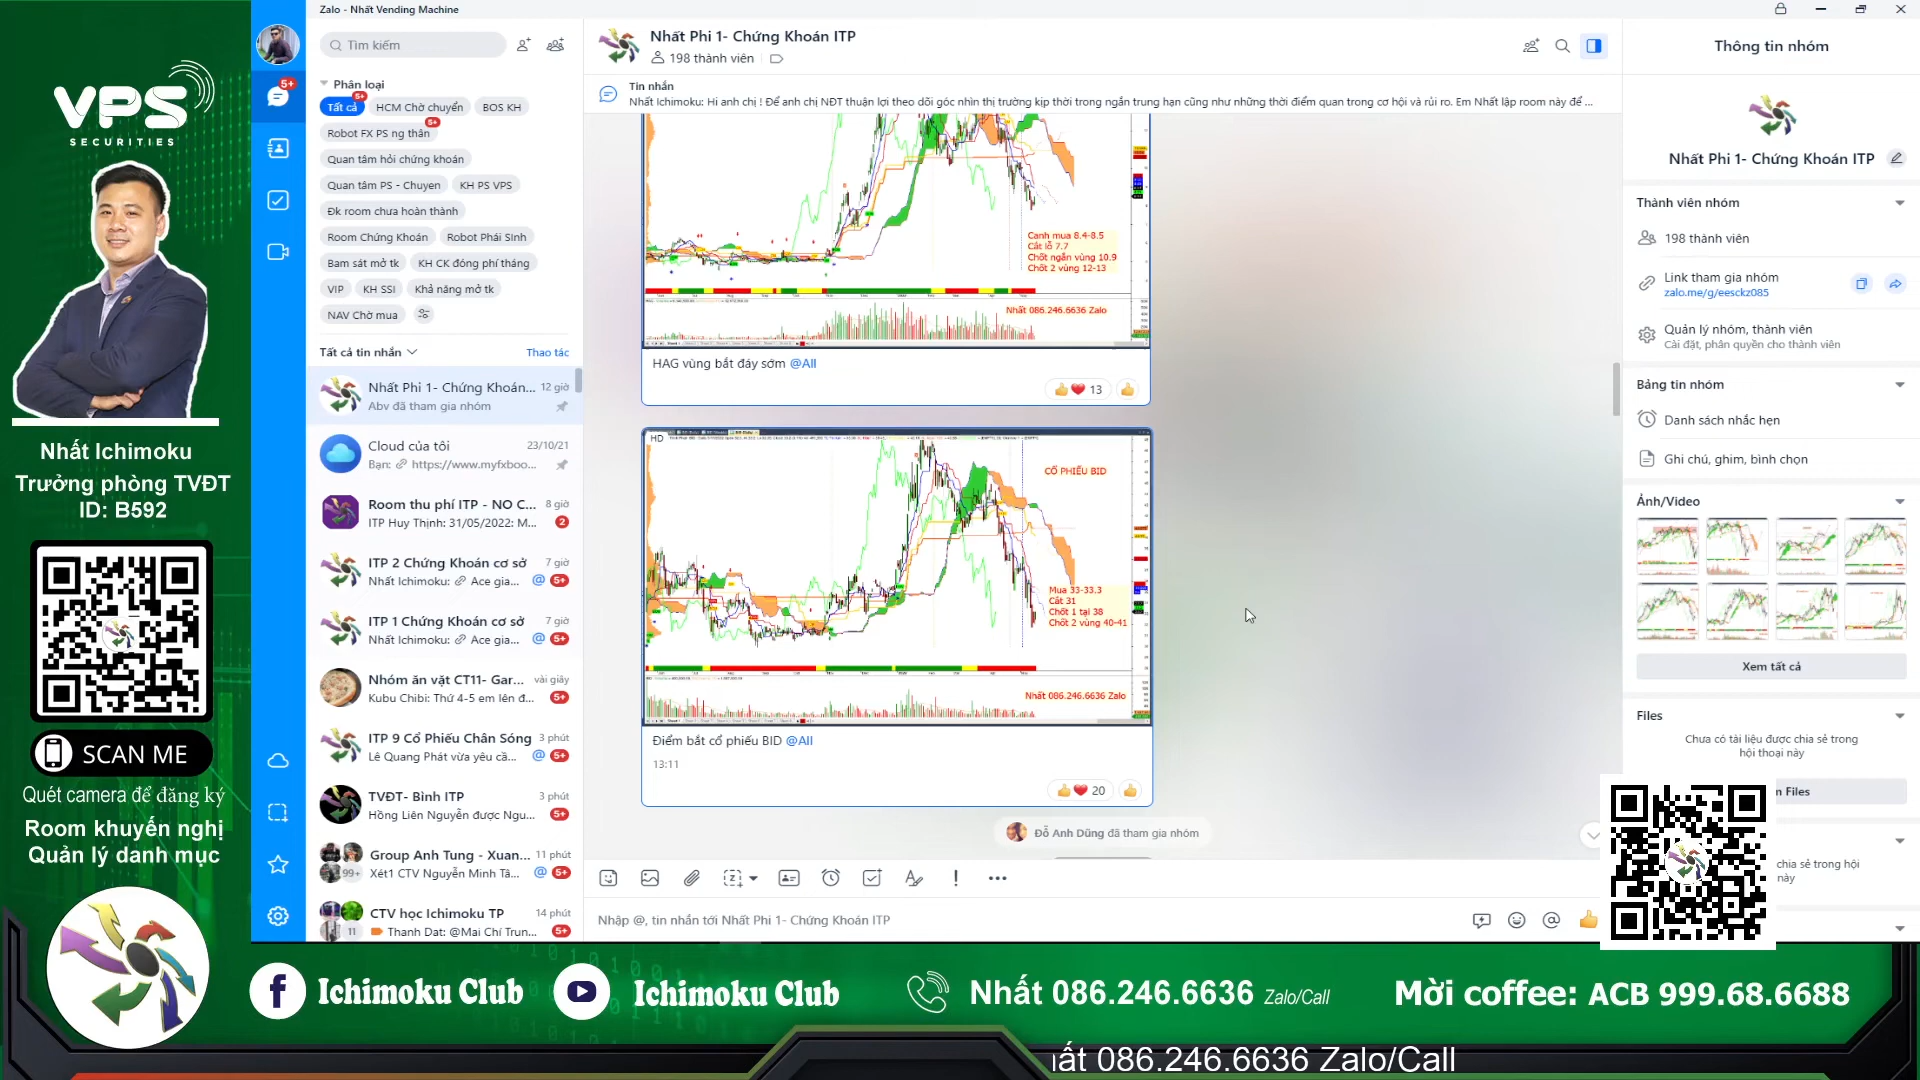 Zalo - Nhất Vending Machine
VPS
SECURITIES
Nhất Ichimoku
Trưởng phòng TVĐT
ID: B592
SCAN ME
Quét camera để đăng ký
Room khuyến nghị
Quản lý danh mục
5+
Tìm kiếm
Phân loại
Tất cả
5+
HCM Chờ chuyển
BOS KH
Robot FX PS ng thân
5+
Quan tâm hỏi chứng khoán
Quan tâm PS - Chuyen
KH PS VPS
Đk room chưa hoàn thành
Room Chứng Khoán
Robot Phái Sinh
Bam sát mở tk
KH CK đóng phí tháng
VIP
KH SSI
Khả năng mở tk
NAV Chờ mua
Tất cả tin nhắn
Thao tác
Nhất Phi 1- Chứng Khoán... 12 giờ
Abv đã tham gia nhóm
Cloud của tôi 23/10/21
Bạn: https://www.myfxboo...
Room thu phí ITP - NO C... 8 giờ
ITP Huy Thịnh: 31/05/2022: M... 2
ITP 2 Chứng Khoán cơ sở 7 giờ
Nhất Ichimoku: Ace gia... @ 5+
ITP 1 Chứng Khoán cơ sở 7 giờ
Nhất Ichimoku: Ace gia... @ 5+
Nhóm ăn vặt CT11- Gar... vài giây
Kubu Chibi: Thứ 4-5 em lên đ... 5+
ITP 9 Cổ Phiếu Chân Sóng 3 phút
Lê Quang Phát vừa yêu cầ... @ 5+
TVĐT- Bình ITP 3 phút
Hồng Liên Nguyễn được Ngu... 5+
Group Anh Tung - Xuan... 11 phút
99+ Xét1 CTV Nguyễn Minh Tâ... @ 5+
CTV học Ichimoku TP 14 phút
11 Thanh Dat: @Mai Chí Trun... 5+
Nhất Phi 1- Chứng Khoán ITP
198 thành viên
Tin nhắn
Nhất Ichimoku: Hi anh chị ! Để anh chị NĐT thuận lợi theo dõi góc nhìn thị trường kịp thời trong ngắn trung hạn cũng như những thời điểm quan trong cơ hội và rủi ro. Em Nhất lập room này để ...
Canh mua 8.4-8.5
Cắt lỗ 7.7
Chốt ngắn vùng 10.9
Chốt 2 vùng 12-13
Nhất 086.246.6636 Zalo
HAG vùng bắt đáy sớm @All
13
HD
CỔ PHIẾU BID
Mua 33-33.3
Cắt 31
Chốt 1 tại 38
Chốt 2 vùng 40-41
Nhất 086.246.6636 Zalo
Điểm bắt cổ phiếu BID @All
13:11
20
Đỗ Anh Dũng đã tham gia nhóm
Nhập @, tin nhắn tới Nhất Phi 1- Chứng Khoán ITP
Thông tin nhóm
Nhất Phi 1- Chứng Khoán ITP
Thành viên nhóm
198 thành viên
Link tham gia nhóm
zalo.me/g/eesckz085
Quản lý nhóm, thành viên
Cài đặt, phân quyền cho thành viên
Bảng tin nhóm
Danh sách nhắc hẹn
Ghi chú, ghim, bình chọn
Ảnh/Video
Xem tất cả
Files
Chưa có tài liệu được chia sẻ trong
hội thoại này
Files
chia sẻ trong hội
này
Ichimoku Club
Ichimoku Club
Nhất 086.246.6636 Zalo/Call
Mời coffee: ACB 999.68.6688
086.246.6636 Zalo/Call